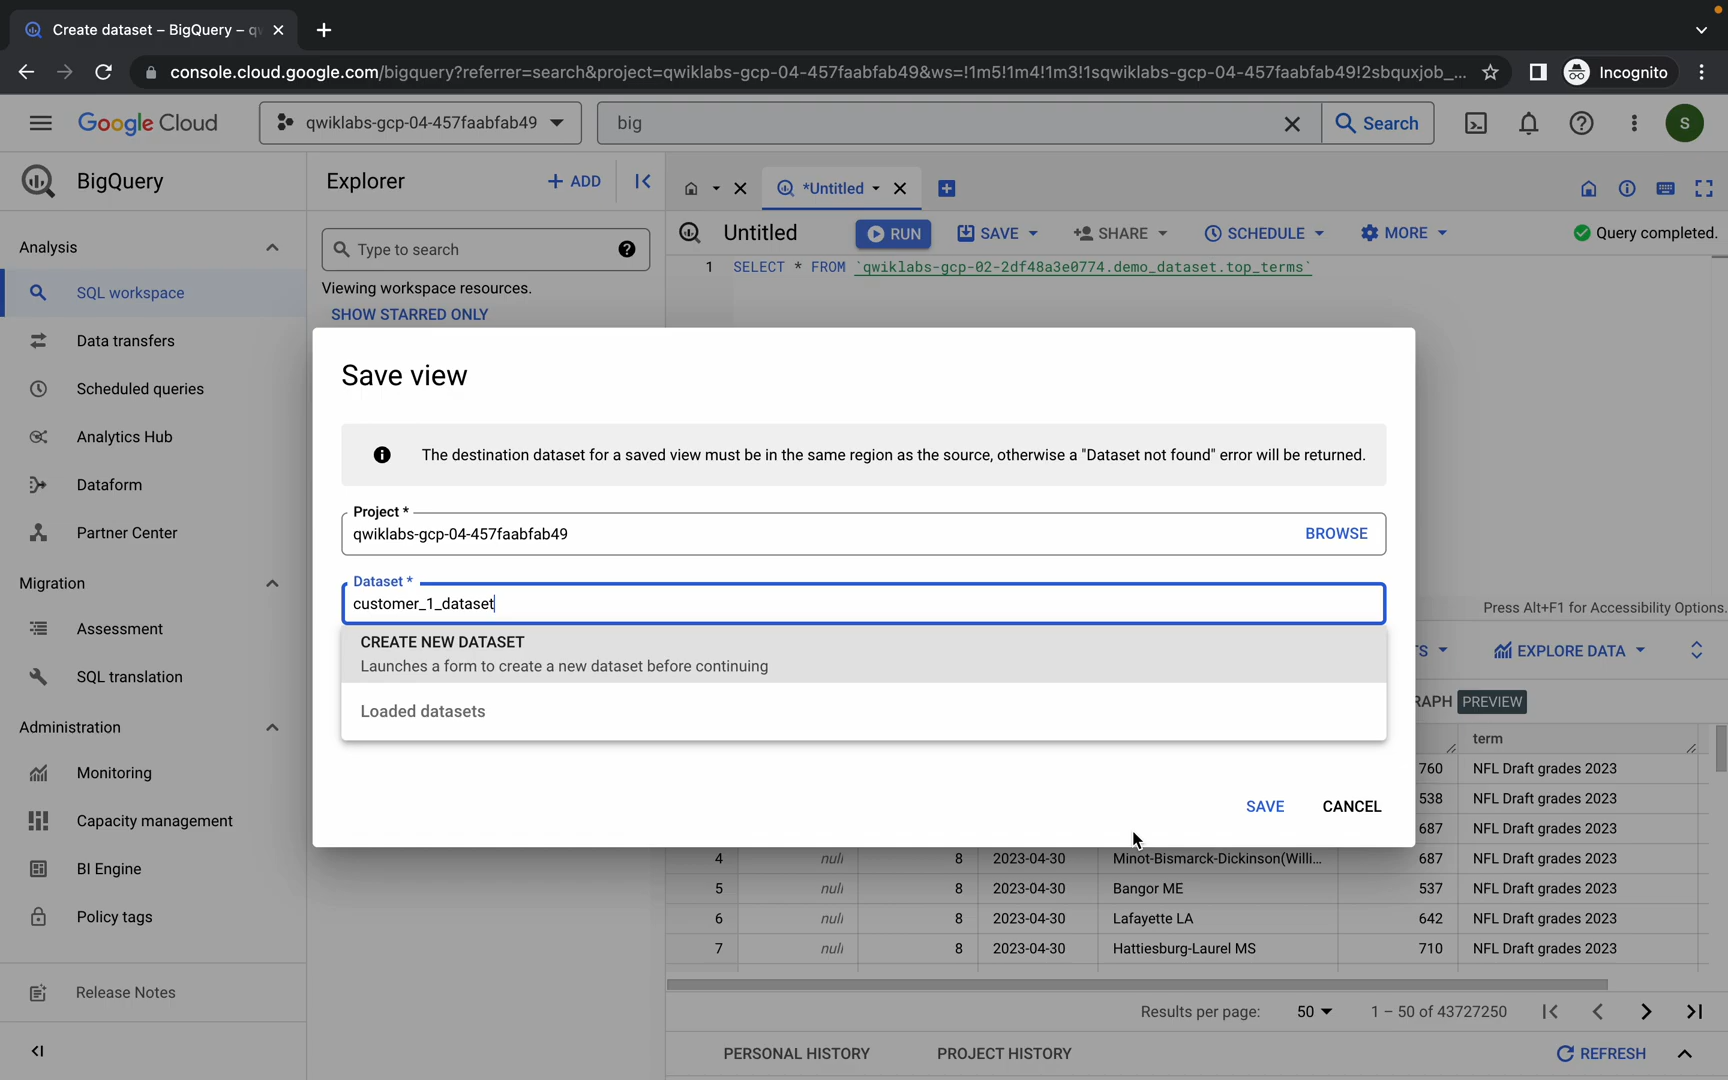 Create dataset – BigQuery – q
console.cloud.google.com/bigquery?referrer=search&project=qwiklabs-gcp-04-457faabfab49&ws=!1m5!1m4!1m3!1sqwiklabs-gcp-04-457faabfab49!2sbquxjob_...
Incognito
Google Cloud
qwiklabs-gcp-04-457faabfab49
big
Search
S
BigQuery
Explorer
+ ADD
*Untitled
Analysis
Type to search
Untitled
RUN
SAVE
SHARE
SCHEDULE
MORE
Query completed.
SQL workspace
Viewing workspace resources.
SHOW STARRED ONLY
1 SELECT * FROM `qwiklabs-gcp-02-2df48a3e0774.demo_dataset.top_terms`
Data transfers
Scheduled queries
Analytics Hub
Dataform
Partner Center
Migration
Assessment
SQL translation
Administration
Monitoring
Capacity management
BI Engine
Policy tags
Release Notes
Save view
The destination dataset for a saved view must be in the same region as the source, otherwise a "Dataset not found" error will be returned.
Project *
qwiklabs-gcp-04-457faabfab49
BROWSE
Dataset *
customer_1_dataset
CREATE NEW DATASET
Launches a form to create a new dataset before continuing
Loaded datasets
SAVE
CANCEL
Press Alt+F1 for Accessibility Options.
EXPLORE DATA
PREVIEW
term
760 NFL Draft grades 2023
538 NFL Draft grades 2023
687 NFL Draft grades 2023
4 null 8 2023-04-30 Minot-Bismarck-Dickinson(Willi... 687 NFL Draft grades 2023
5 null 8 2023-04-30 Bangor ME 537 NFL Draft grades 2023
6 null 8 2023-04-30 Lafayette LA 642 NFL Draft grades 2023
7 null 8 2023-04-30 Hattiesburg-Laurel MS 710 NFL Draft grades 2023
Results per page: 50 1 – 50 of 43727250
PERSONAL HISTORY
PROJECT HISTORY
REFRESH